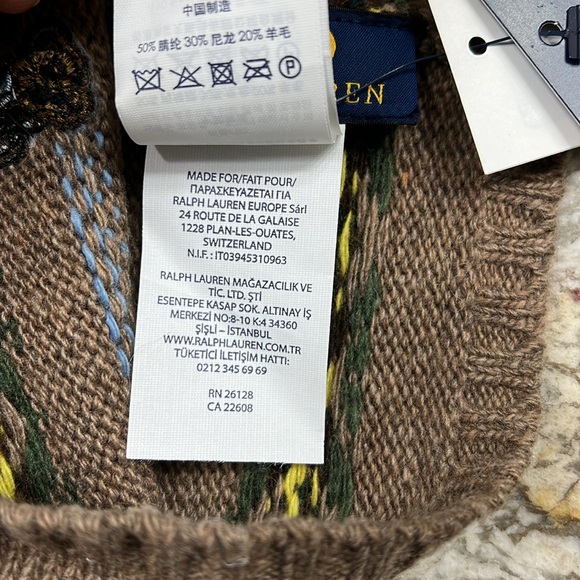 中国制造
50% 腈纶 30% 尼龙 20% 羊毛
P
REN
MADE FOR/FAIT POUR/
ΠΑΡΑΣΚΕΥΑΖΕΤΑΙ ΓΙΑ
RALPH LAUREN EUROPE Sárl
24 ROUTE DE LA GALAISE
1228 PLAN-LES-OUATES,
SWITZERLAND
N.I.F.: IT03945310963
RALPH LAUREN MAĞAZACILIK VE
TİC. LTD. ŞTİ
ESENTEPE KASAP SOK. ALTINAY İŞ
MERKEZİ NO:8-10 K:4 34360
ŞİŞLİ – İSTANBUL
WWW.RALPHLAUREN.COM.TR
TÜKETİCİ İLETİŞİM HATTI:
0212 345 69 69
RN 26128
CA 22608